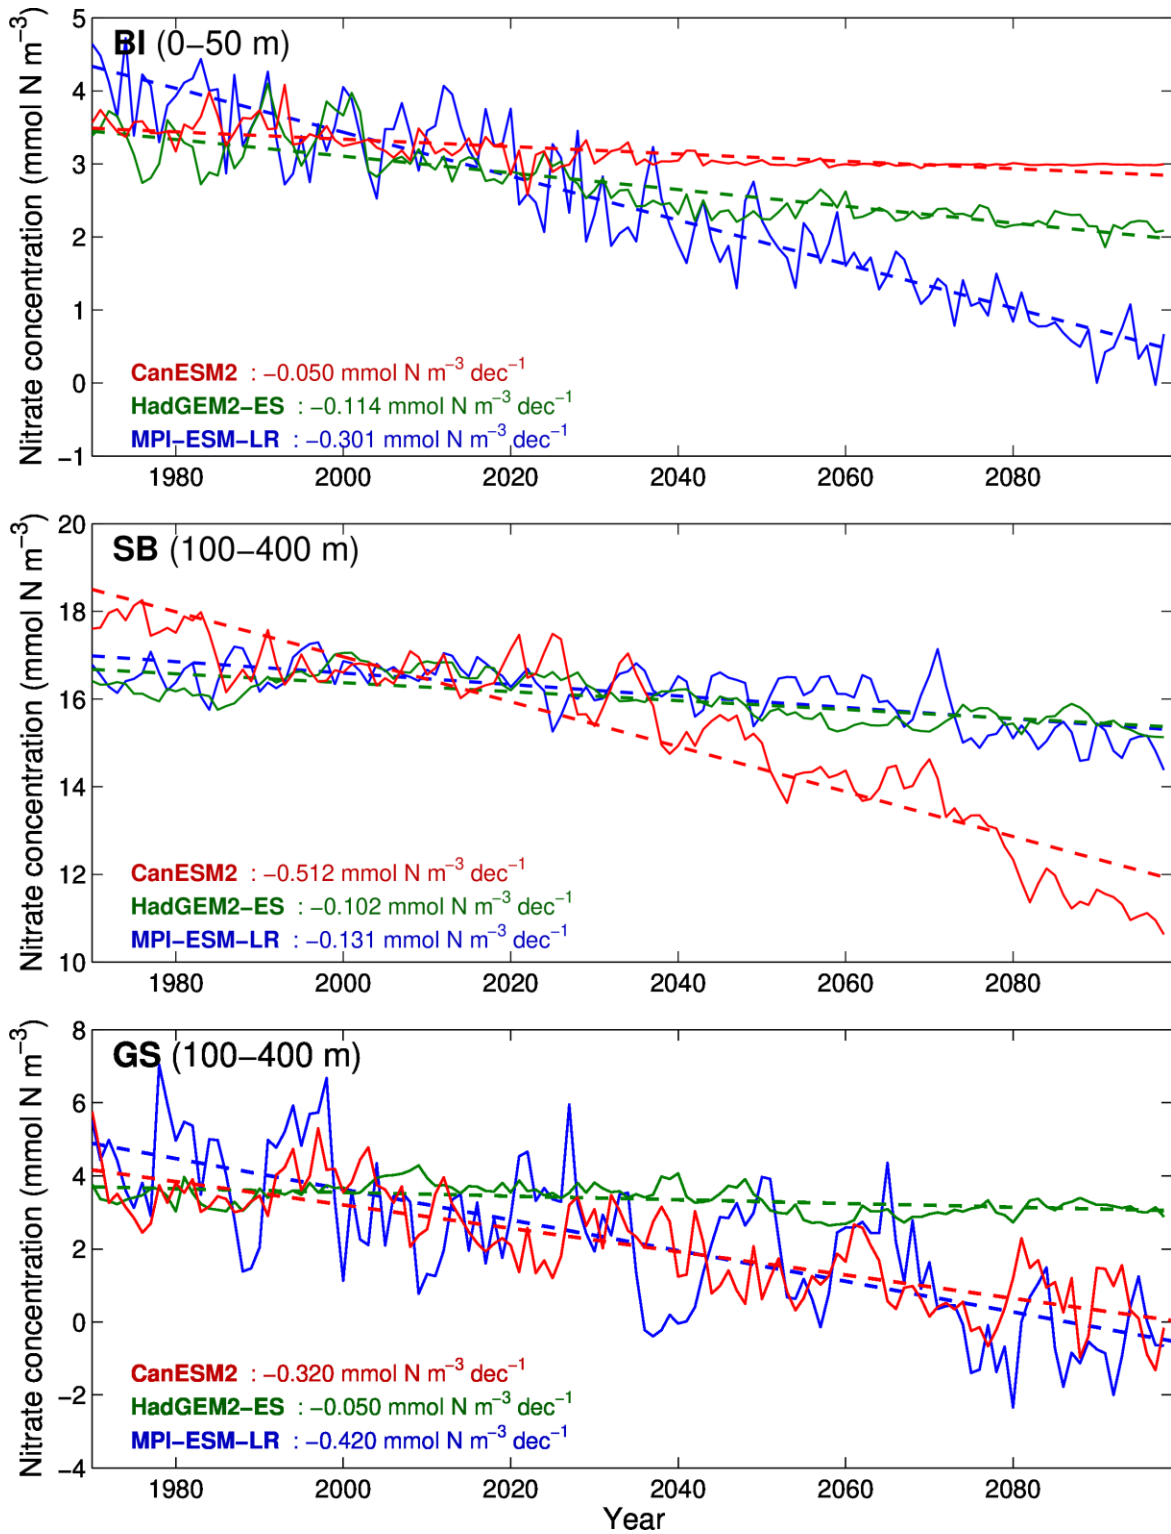 Nitrate concentration (mmol N m−3)
BI (0−50 m)
5
4
3
2
1
0
−1
CanESM2 : −0.050 mmol N m−3 dec−1
HadGEM2−ES : −0.114 mmol N m−3 dec−1
MPI−ESM−LR : −0.301 mmol N m−3 dec−1
1980 2000 2020 2040 2060 2080
Nitrate concentration (mmol N m−3)
SB (100−400 m)
20
18
16
14
12
10
CanESM2 : −0.512 mmol N m−3 dec−1
HadGEM2−ES : −0.102 mmol N m−3 dec−1
MPI−ESM−LR : −0.131 mmol N m−3 dec−1
1980 2000 2020 2040 2060 2080
Nitrate concentration (mmol N m−3)
GS (100−400 m)
8
6
4
2
0
−2
−4
CanESM2 : −0.320 mmol N m−3 dec−1
HadGEM2−ES : −0.050 mmol N m−3 dec−1
MPI−ESM−LR : −0.420 mmol N m−3 dec−1
1980 2000 2020 2040 2060 2080
Year